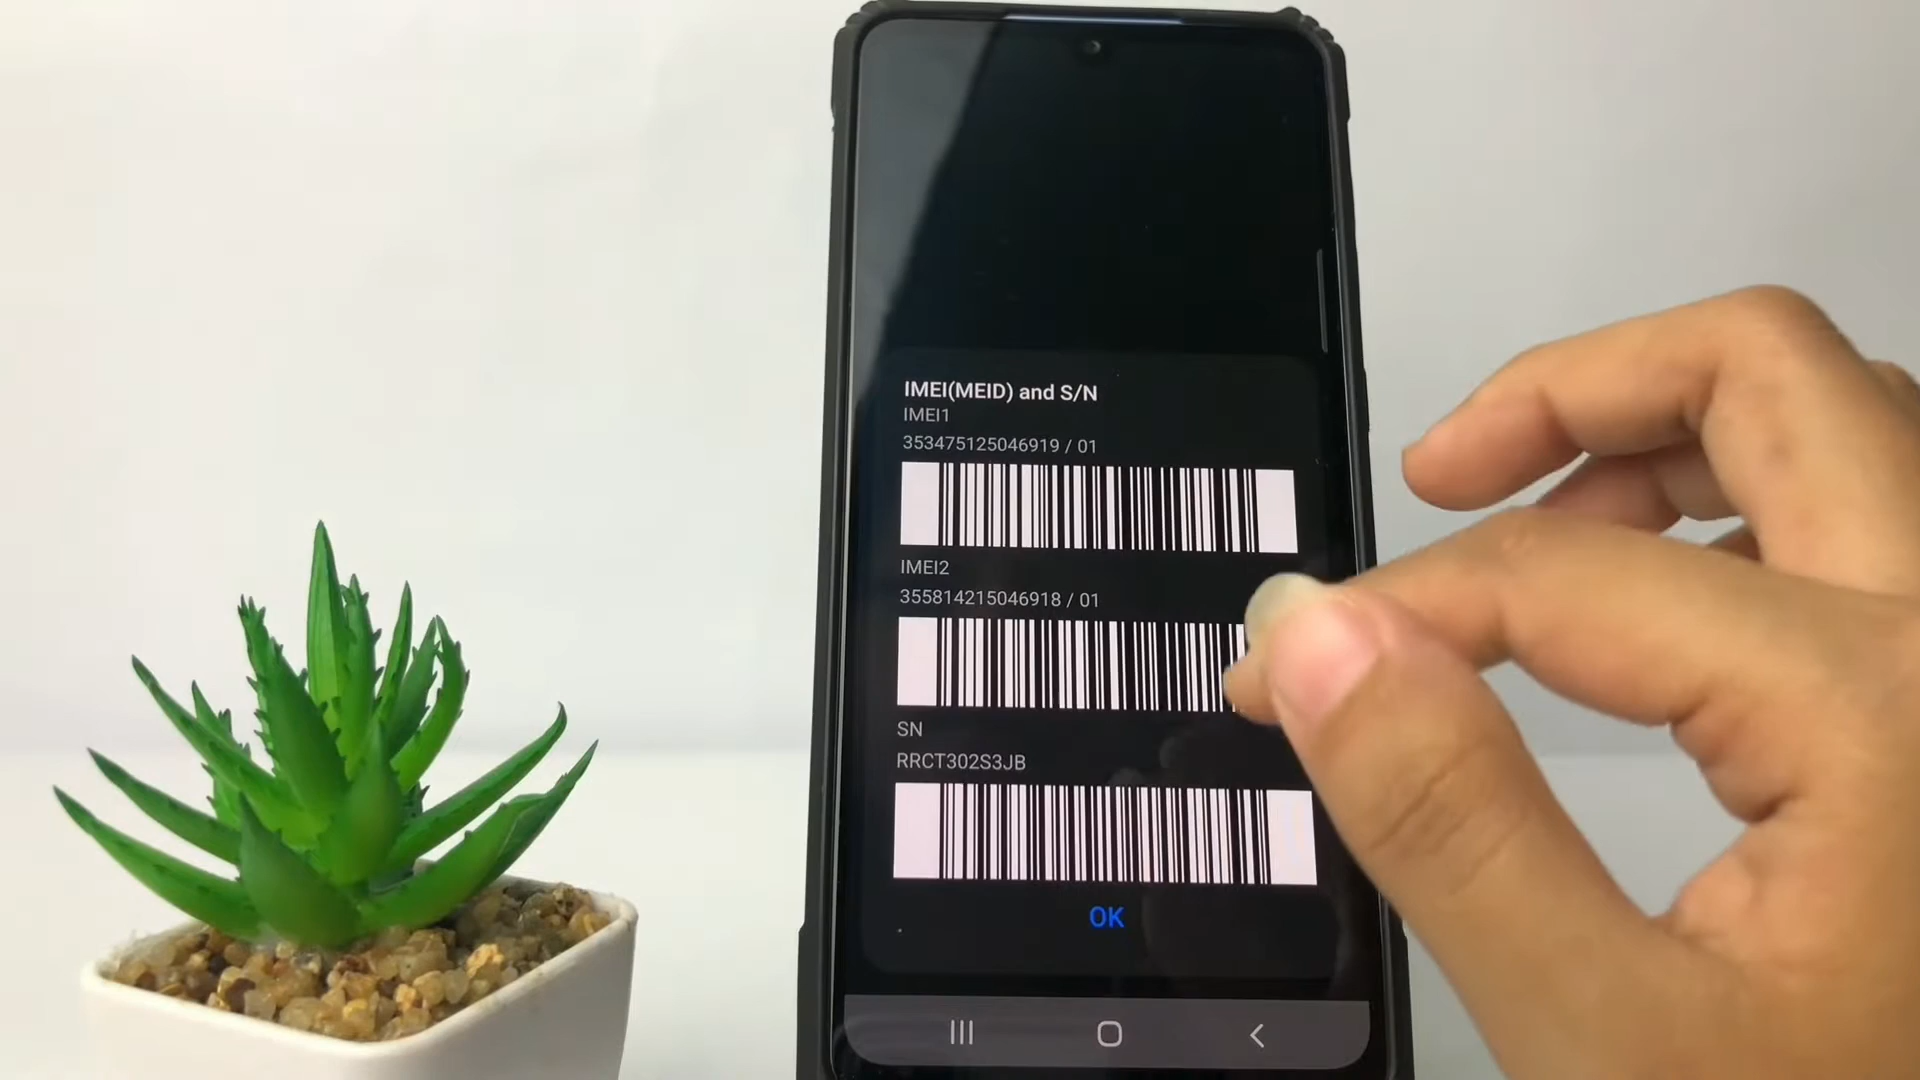 IMEI(MEID) and S/N
IMEI1
353475125046919 / 01
IMEI2
355814215046918 / 01
SN
RRCT302S3JB
OK